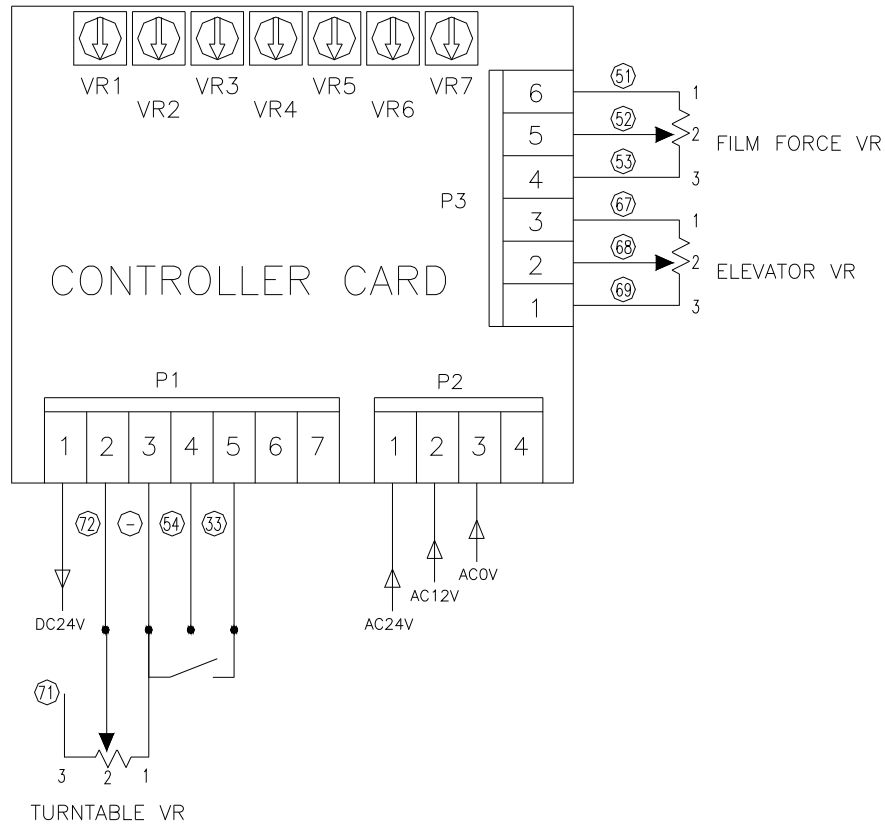 VR1 VR2 VR3 VR4 VR5 VR6 VR7
6 51 1
5 52 2 FILM FORCE VR
4 53 3
P3
3 67 1
2 68 2 ELEVATOR VR
1 69 3
CONTROLLER CARD
P1 P2
1 2 3 4 5 6 7
1 2 3 4
72 - 54 33
DC24V
AC24V AC12V AC0V
71
3 2 1
TURNTABLE VR